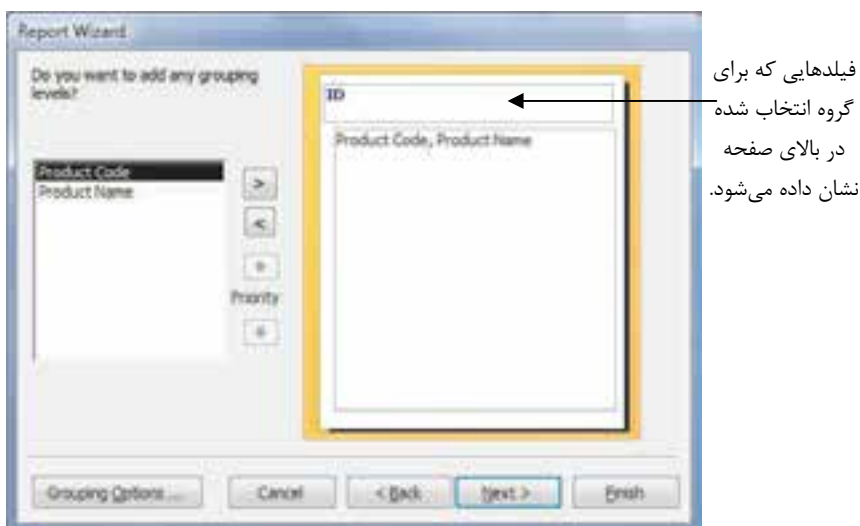 Report Wizard
Do you want to add any grouping
levels?
Product Code
Product Name
>
<
Priority
ID
Product Code, Product Name
Grouping Options ...
Cancel
< Back
Next >
Finish
فیلدهایی که برای
گروه انتخاب شده
در بالای صفحه
نشان داده می‌شود.